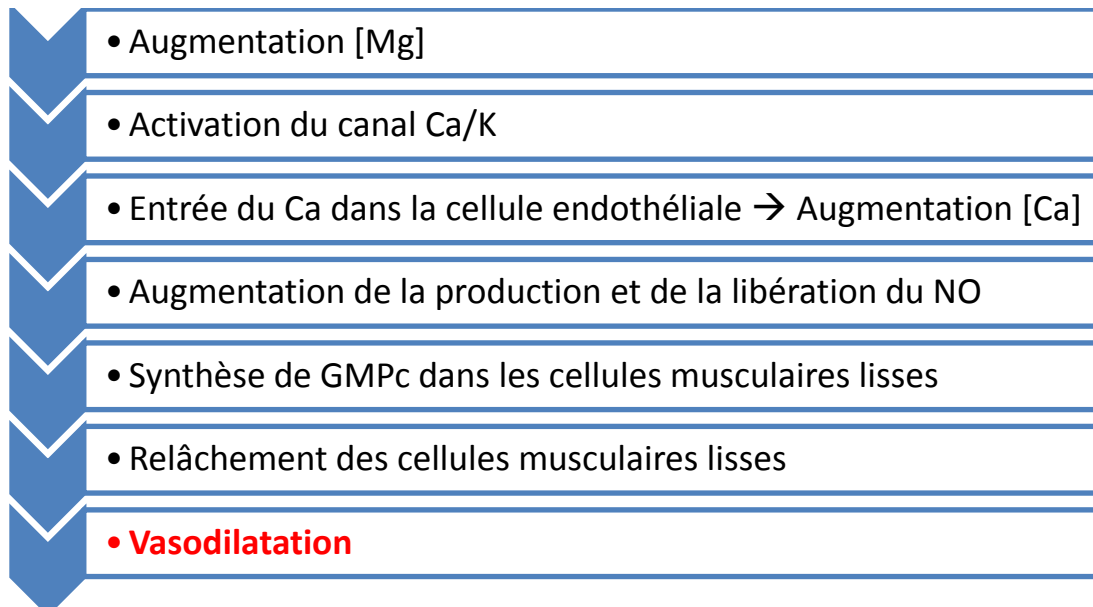 • Augmentation [Mg]
• Activation du canal Ca/K
• Entrée du Ca dans la cellule endothéliale → Augmentation [Ca]
• Augmentation de la production et de la libération du NO
• Synthèse de GMPc dans les cellules musculaires lisses
• Relâchement des cellules musculaires lisses
• Vasodilatation